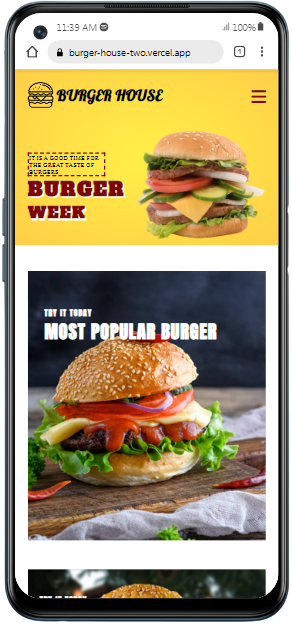 11:39 AM
100%
burger-house-two.vercel.app
1
BURGER HOUSE
IT IS A GOOD TIME FOR
THE GREAT TASTE OF
BURGERS
BURGER
WEEK
TRY IT TODAY
MOST POPULAR BURGER